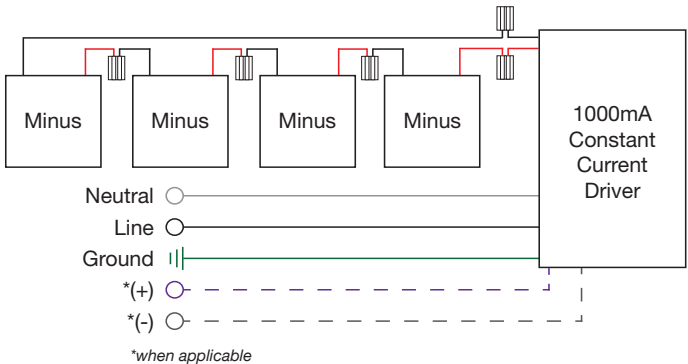 Minus
Minus
Minus
Minus
1000mA
Constant
Current
Driver
Neutral
Line
Ground
*(+)
*(-)
*when applicable